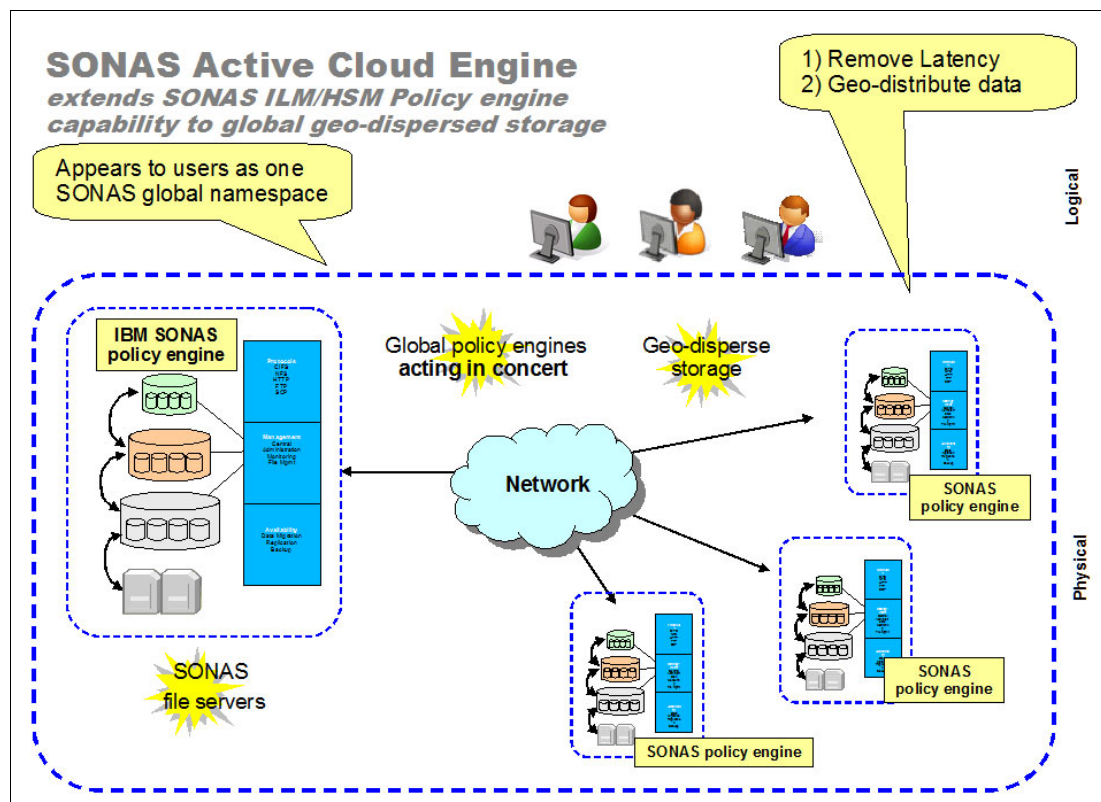 SONAS Active Cloud Engine
extends SONAS ILM/HSM Policy engine
capability to global geo-dispersed storage
1) Remove Latency
2) Geo-distribute data
Appears to users as one
SONAS global namespace
Logical
IBM SONAS
policy engine
Protocols
CIFS
NFS
HTTP
FTP
SCP
Management
Central
Administration
Monitoring
File Mgmt
Availability
Data Migration
Replication
Backup
Global policy engines
acting in concert
Geo-disperse
storage
Network
SONAS
policy engine
Physical
SONAS
policy engine
SONAS policy engine
SONAS
file servers